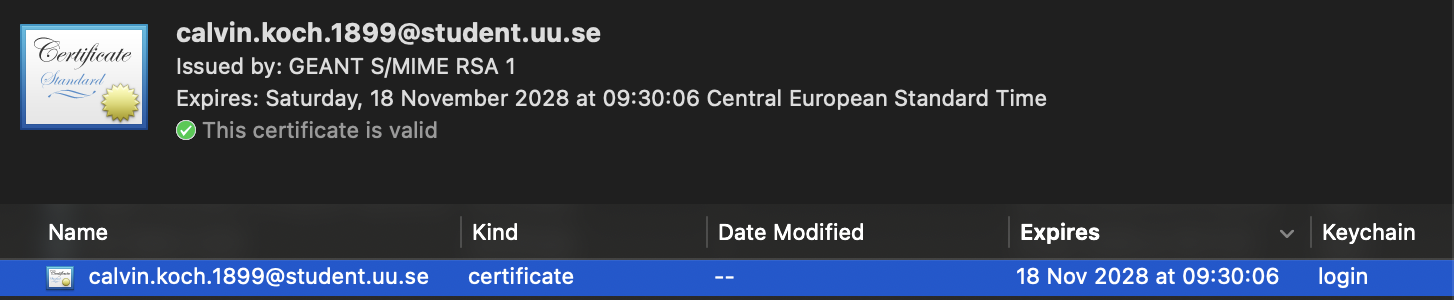 Certificate
Standard
calvin.koch.1899@student.uu.se
Issued by: GEANT S/MIME RSA 1
Expires: Saturday, 18 November 2028 at 09:30:06 Central European Standard Time
This certificate is valid
Name Kind Date Modified Expires Keychain
calvin.koch.1899@student.uu.se certificate -- 18 Nov 2028 at 09:30:06 login